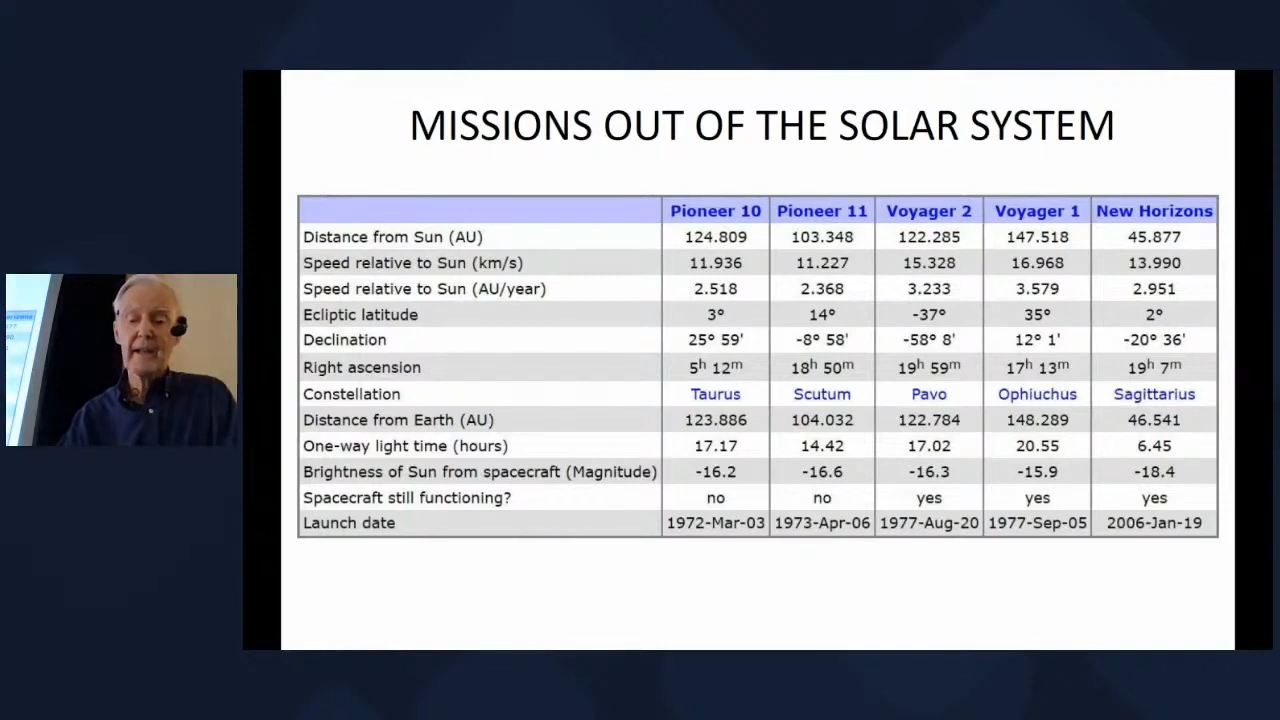 MISSIONS OUT OF THE SOLAR SYSTEM
Pioneer 10 Pioneer 11 Voyager 2 Voyager 1 New Horizons
Distance from Sun (AU) 124.809 103.348 122.285 147.518 45.877
Speed relative to Sun (km/s) 11.936 11.227 15.328 16.968 13.990
Speed relative to Sun (AU/year) 2.518 2.368 3.233 3.579 2.951
Ecliptic latitude 3° 14° -37° 35° 2°
Declination 25° 59' -8° 58' -58° 8' 12° 1' -20° 36'
Right ascension 5h 12m 18h 50m 19h 59m 17h 13m 19h 7m
Constellation Taurus Scutum Pavo Ophiuchus Sagittarius
Distance from Earth (AU) 123.886 104.032 122.784 148.289 46.541
One-way light time (hours) 17.17 14.42 17.02 20.55 6.45
Brightness of Sun from spacecraft (Magnitude) -16.2 -16.6 -16.3 -15.9 -18.4
Spacecraft still functioning? no no yes yes yes
Launch date 1972-Mar-03 1973-Apr-06 1977-Aug-20 1977-Sep-05 2006-Jan-19